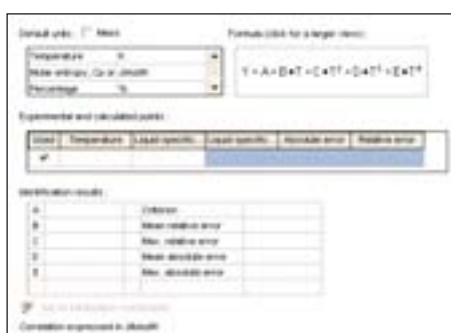 Default units: Mass
Formula (click for a larger view):
Temperature K
Molar entropy, Cp or J/kmol/K
Percentage %
Y = A + B*T + C*T² + D*T³ + E*T⁴
Experimental and calculated points:
Used Temperature Liquid specific... Liquid specific... Absolute error Relative error
Identification results:
A Criterion
B Mean relative error
C Max. relative error
D Mean absolute error
E Max. absolute error
Correlation expressed in J/kmol/K